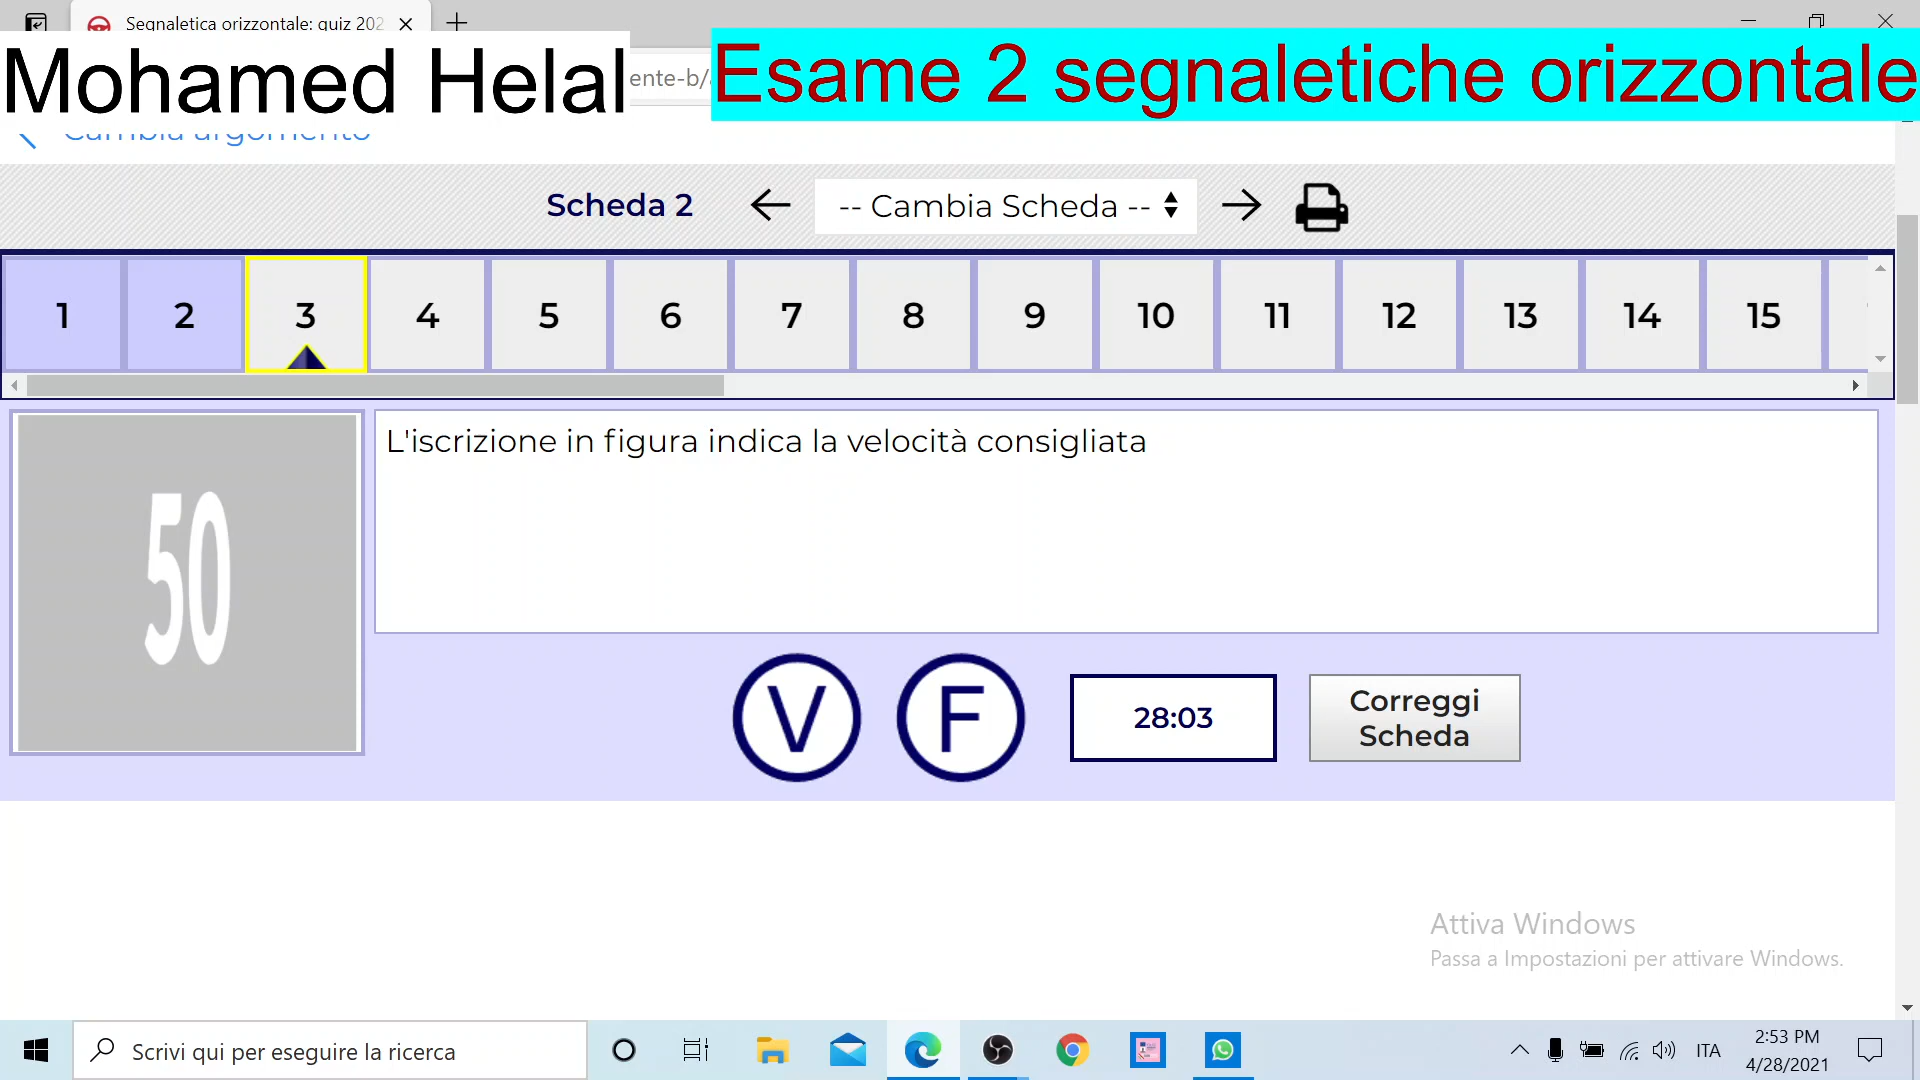 Segnaletica orizzontale: quiz 202
Mohamed Helal
ente-b/
Esame 2 segnaletiche orizzontale
Cambia argomento
Scheda 2
-- Cambia Scheda --
1 2 3 4 5 6 7 8 9 10 11 12 13 14 15
50
L'iscrizione in figura indica la velocità consigliata
V F
28:03
Correggi
Scheda
Attiva Windows
Passa a Impostazioni per attivare Windows.
Scrivi qui per eseguire la ricerca
ITA
2:53 PM
4/28/2021